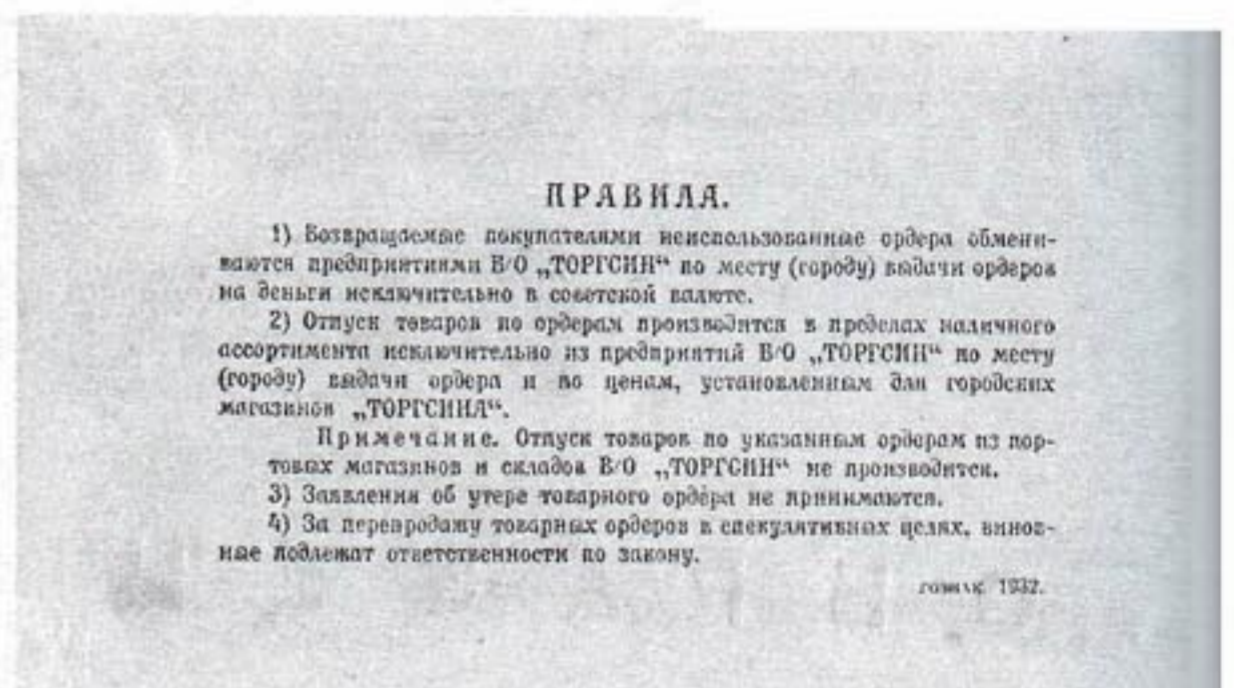 ПРАВИЛА.
1) Возвращаемые покупателями неиспользованные ордера обмени-
ваются предприятиями В/О „ТОРГСИН“ по месту (городу) выдачи ордеров
на деньги исключительно в советской валюте.
2) Отпуск товаров по ордерам производится в пределах наличного
ассортимента исключительно из предприятий В/О „ТОРГСИН“ по месту
(городу) выдачи ордера и по ценам, установленным для городских
магазинов „ТОРГСИНА“.
Примечание. Отпуск товаров по указанным ордерам из пор-
товых магазинов и складов В/О „ТОРГСИН“ не производится.
3) Заявления об утере товарного ордера не принимаются.
4) За перепродажу товарных ордеров в спекулятивных целях, винов-
ные подлежат ответственности по закону.
гознак 1932.